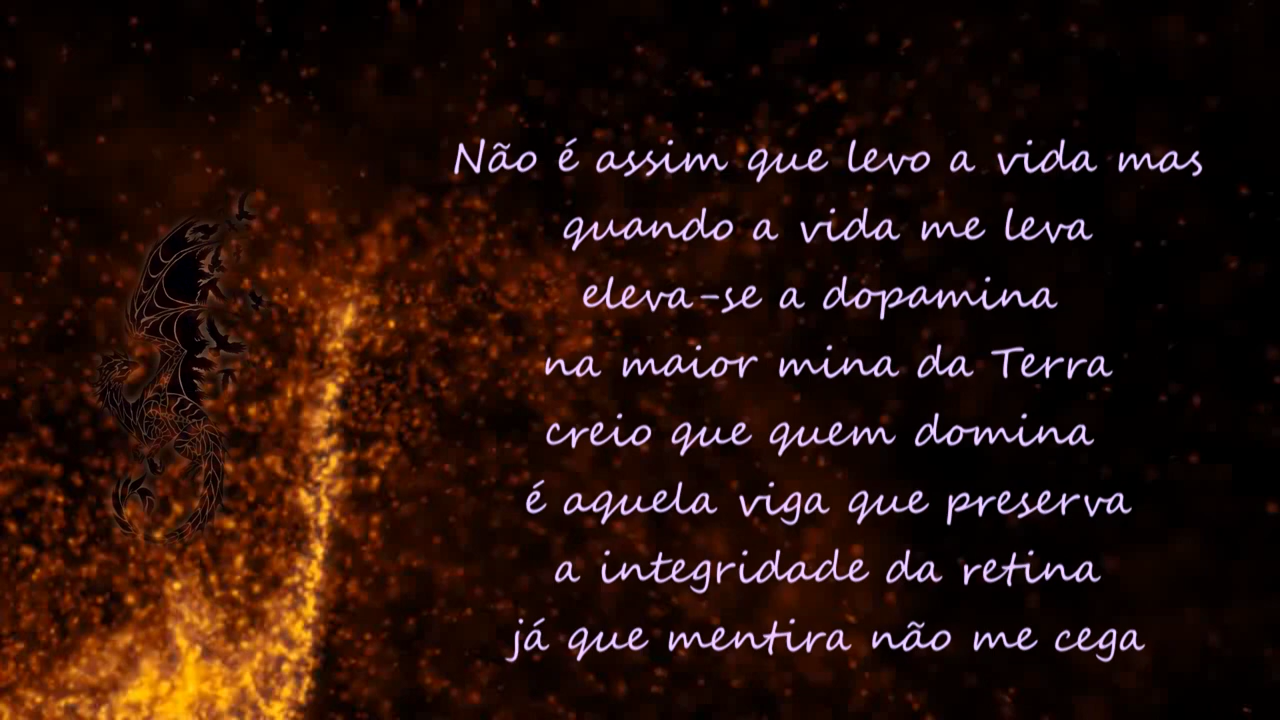 Não é assim que levo a vida mas
quando a vida me leva
eleva-se a dopamina
na maior mina da Terra
creio que quem domina
é aquela viga que preserva
a integridade da retina
já que mentira não me cega